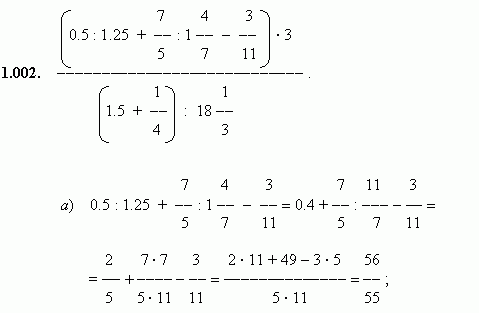 1.002. (0.5 : 1.25 + 7/5 : 1 4/7 − 3/11) · 3
(1.5 + 1/4) : 18 1/3 .
a) 0.5 : 1.25 + 7/5 : 1 4/7 − 3/11 = 0.4 + 7/5 : 11/7 − 3/11 =
= 2/5 + 7·7/5·11 − 3/11 = 2·11 + 49 − 3·5/5·11 = 56/55 ;